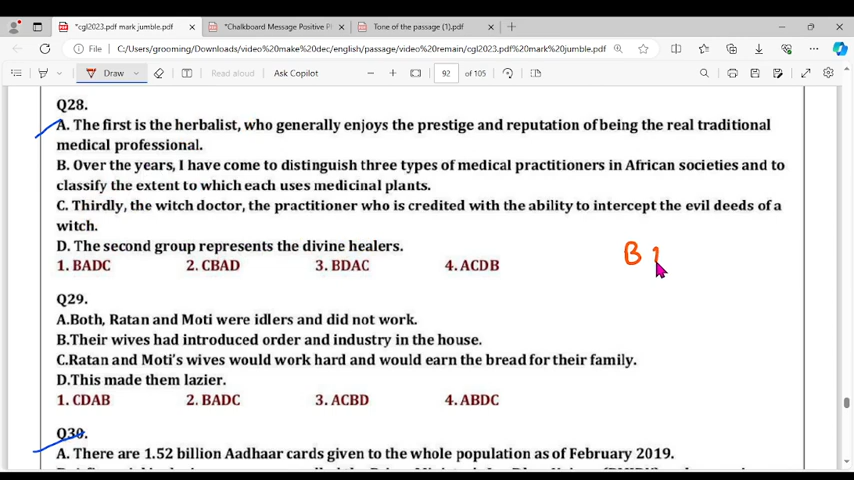 *cgl2023.pdf mark jumble.pdf
*Chalkboard Message Positive P
Tone of the passage (1).pdf
File
C:/Users/grooming/Downloads/video%20make%20dec/english/passage/video%20remain/cgl2023.pdf%20mark%20jumble.pdf
Draw
Read aloud
Ask Copilot
92
of 105
Q28.
A. The first is the herbalist, who generally enjoys the prestige and reputation of being the real traditional
medical professional.
B. Over the years, I have come to distinguish three types of medical practitioners in African societies and to
classify the extent to which each uses medicinal plants.
C. Thirdly, the witch doctor, the practitioner who is credited with the ability to intercept the evil deeds of a
witch.
D. The second group represents the divine healers.
B
1. BADC 2. CBAD 3. BDAC 4. ACDB
Q29.
A.Both, Ratan and Moti were idlers and did not work.
B.Their wives had introduced order and industry in the house.
C.Ratan and Moti's wives would work hard and would earn the bread for their family.
D.This made them lazier.
1. CDAB 2. BADC 3. ACBD 4. ABDC
Q30.
A. There are 1.52 billion Aadhaar cards given to the whole population as of February 2019.